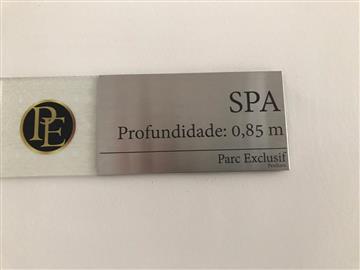 PE
SPA
Profundidade: 0,85 m
Parc Exclusif